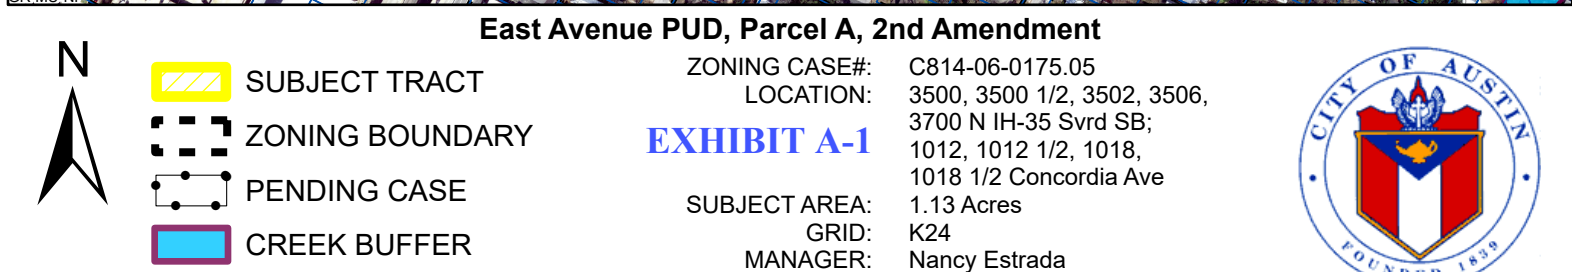 East Avenue PUD, Parcel A, 2nd Amendment
N
SUBJECT TRACT
ZONING BOUNDARY
PENDING CASE
CREEK BUFFER
ZONING CASE#: C814-06-0175.05
LOCATION: 3500, 3500 1/2, 3502, 3506,
3700 N IH-35 Svrd SB;
1012, 1012 1/2, 1018,
1018 1/2 Concordia Ave
EXHIBIT A-1
SUBJECT AREA: 1.13 Acres
GRID: K24
MANAGER: Nancy Estrada
CITY OF AUSTIN
FOUNDED 1839